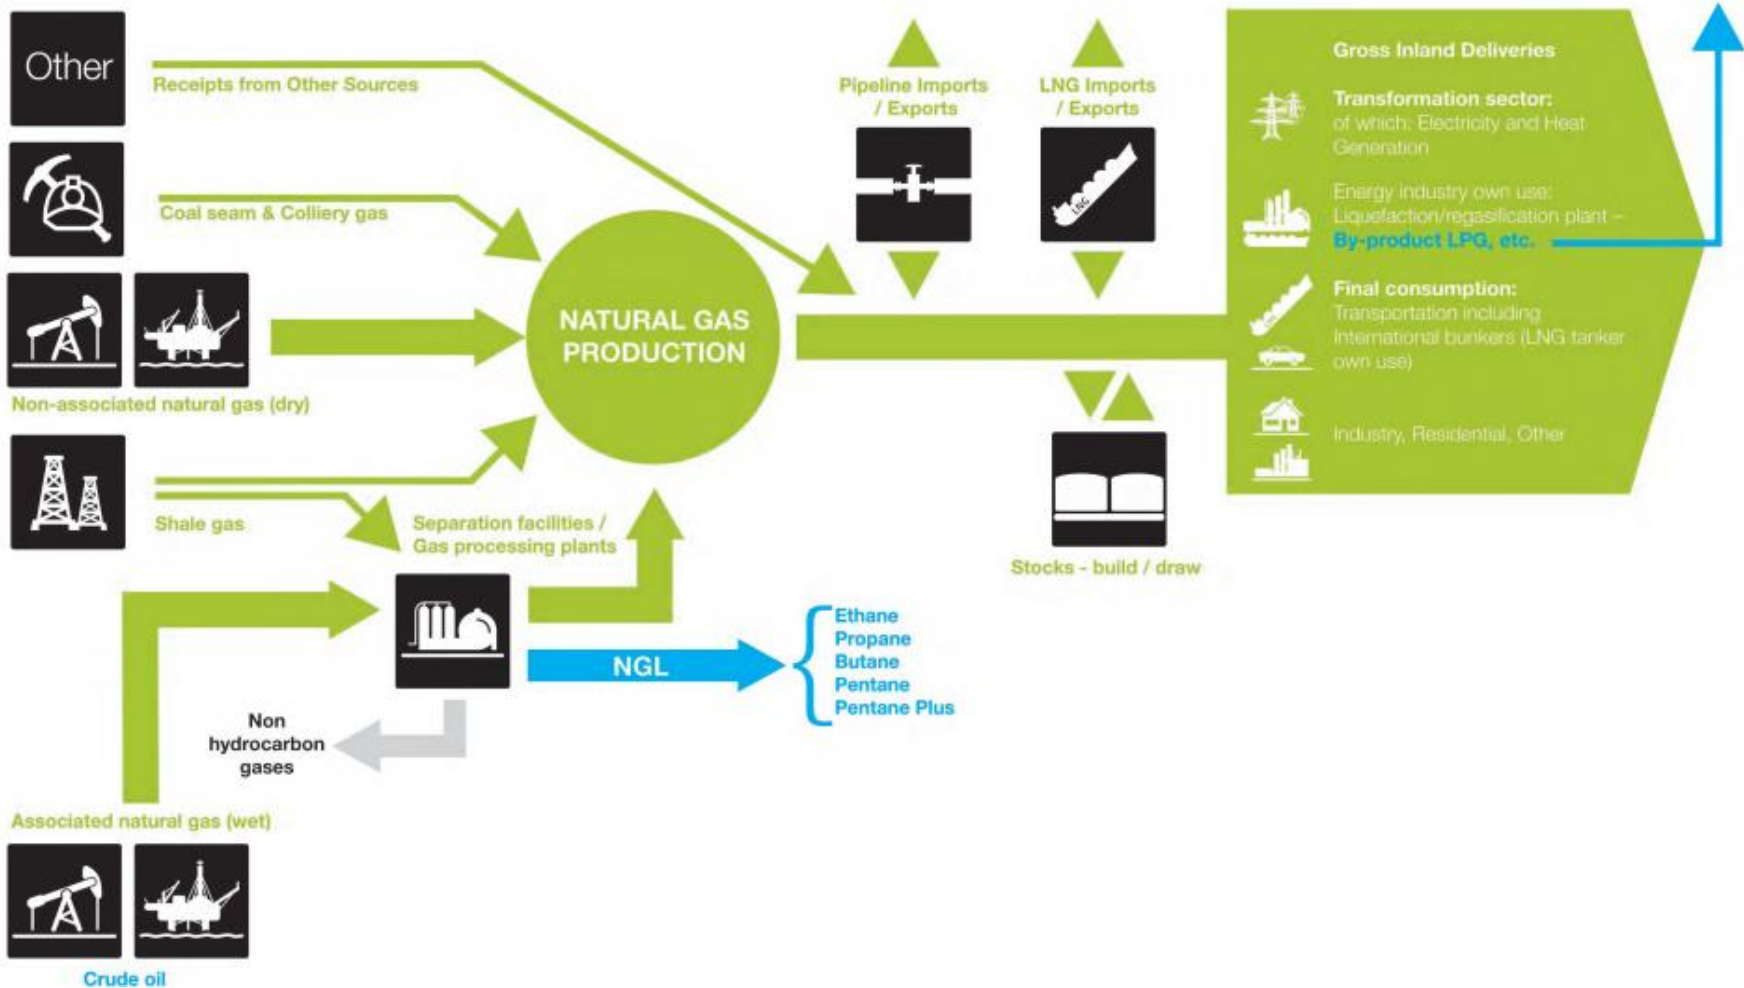 Other
Receipts from Other Sources
Coal seam & Colliery gas
Non-associated natural gas (dry)
Shale gas
NATURAL GAS
PRODUCTION
Separation facilities /
Gas processing plants
NGL
Ethane
Propane
Butane
Pentane
Pentane Plus
Non
hydrocarbon
gases
Associated natural gas (wet)
Crude oil
Pipeline Imports
/ Exports
LNG Imports
/ Exports
LNG
Stocks - build / draw
Gross Inland Deliveries
Transformation sector:
of which: Electricity and Heat
Generation
Energy industry own use:
Liquefaction/regasification plant –
By-product LPG, etc.
Final consumption:
Transportation including
International bunkers (LNG tanker
own use)
Industry, Residential, Other